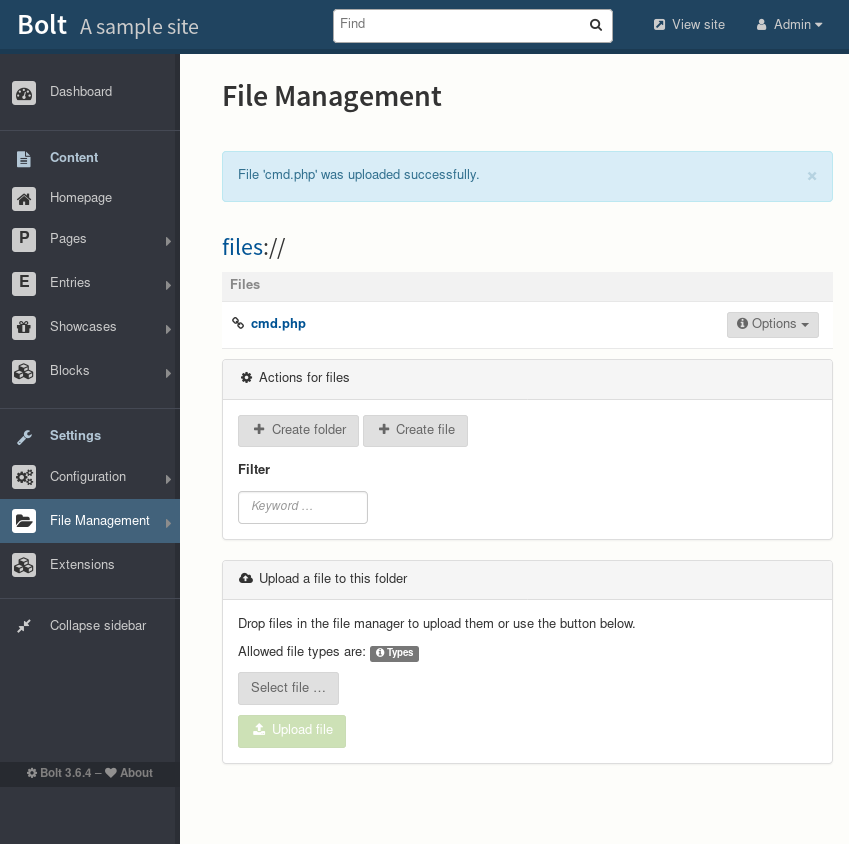 Bolt A sample site
Find
View site
Admin
Dashboard
Content
Homepage
P Pages
E Entries
Showcases
Blocks
Settings
Configuration
File Management
Extensions
Collapse sidebar
Bolt 3.6.4 – About
File Management
File 'cmd.php' was uploaded successfully.
×
files://
Files
cmd.php
Options
Actions for files
Create folder
Create file
Filter
Keyword …
Upload a file to this folder
Drop files in the file manager to upload them or use the button below.
Allowed file types are: Types
Select file …
Upload file